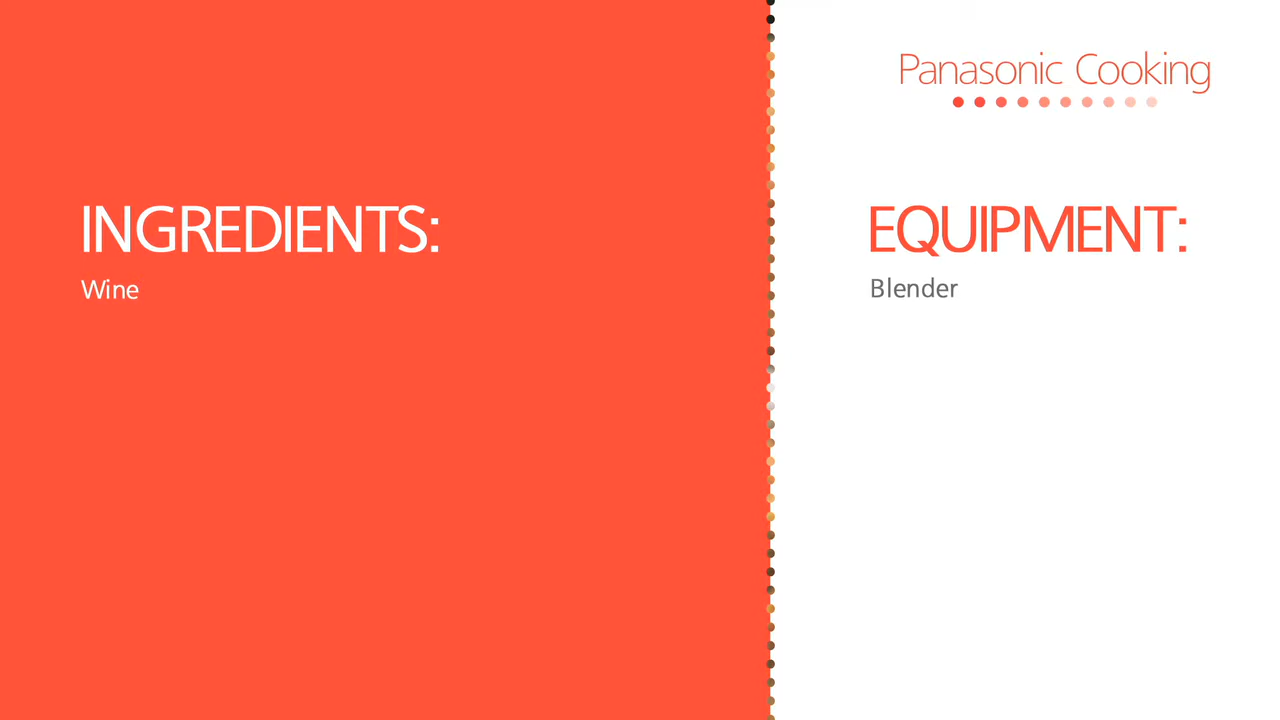 Panasonic Cooking
INGREDIENTS:
Wine
EQUIPMENT:
Blender